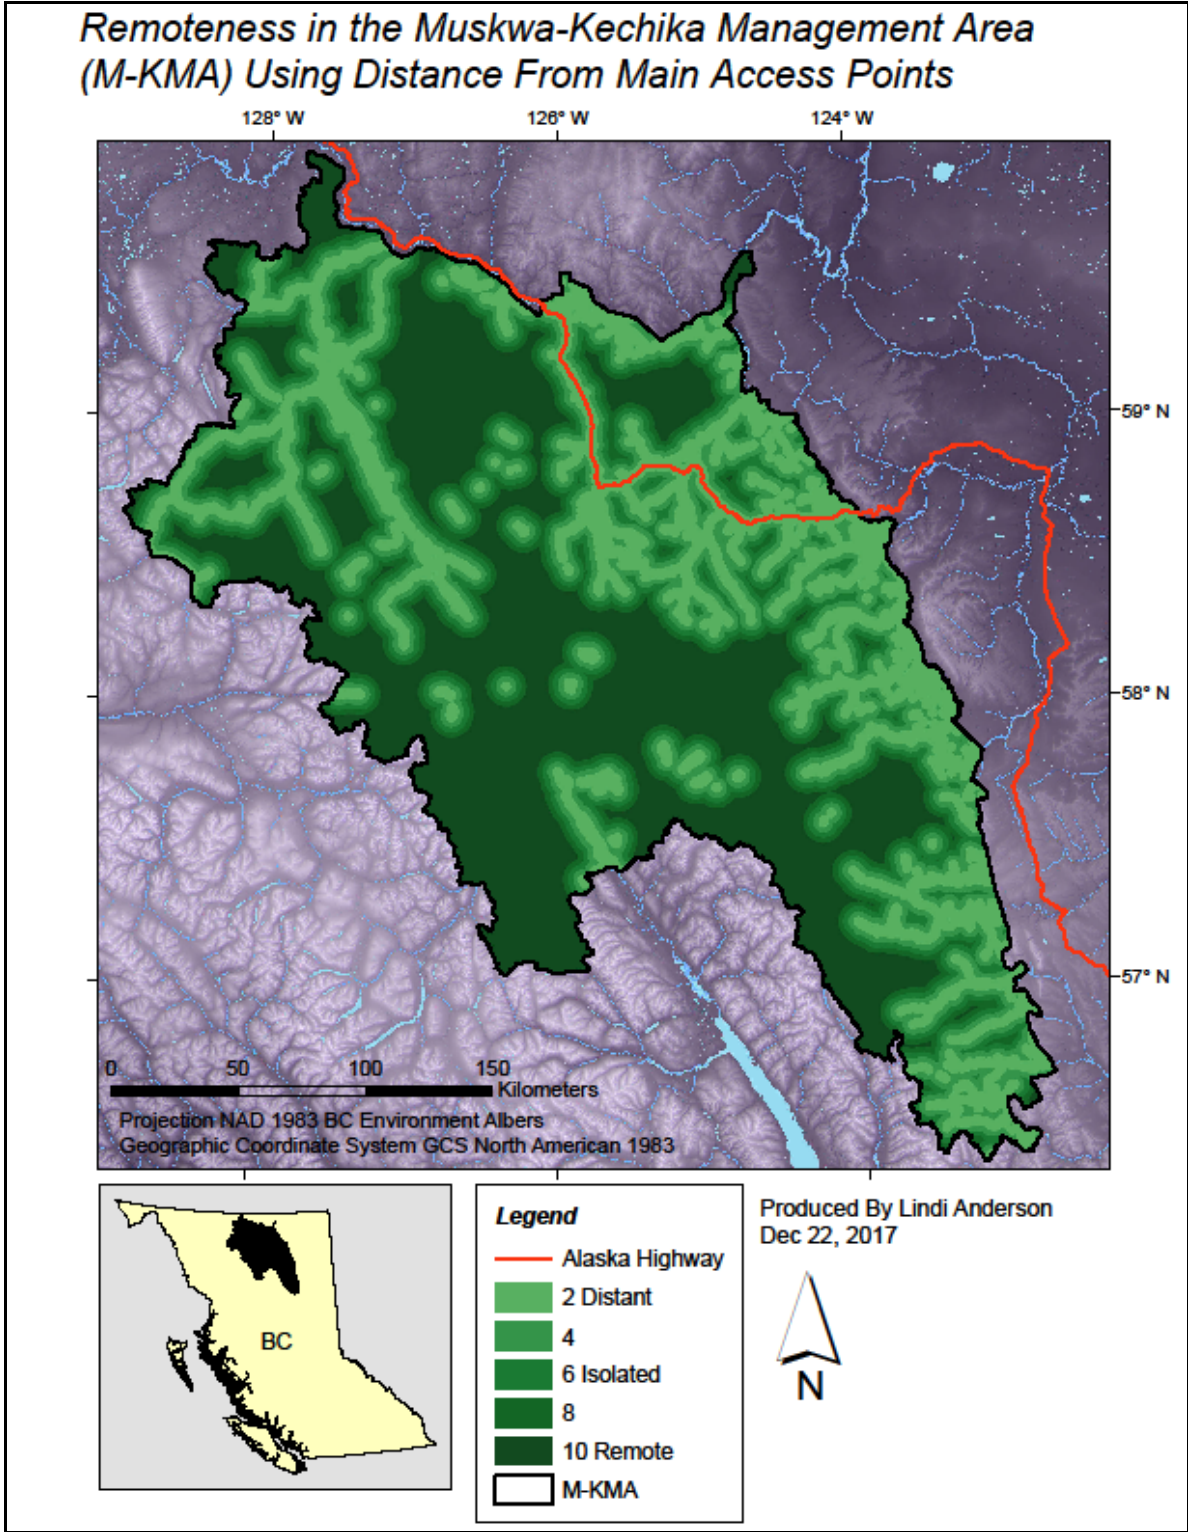 Remoteness in the Muskwa-Kechika Management Area
(M-KMA) Using Distance From Main Access Points
128° W 126° W 124° W
59° N
58° N
57° N
0 50 100 150
Kilometers
Projection NAD 1983 BC Environment Albers
Geographic Coordinate System GCS North American 1983
BC
Legend
Alaska Highway
2 Distant
4
6 Isolated
8
10 Remote
M-KMA
Produced By Lindi Anderson
Dec 22, 2017
N